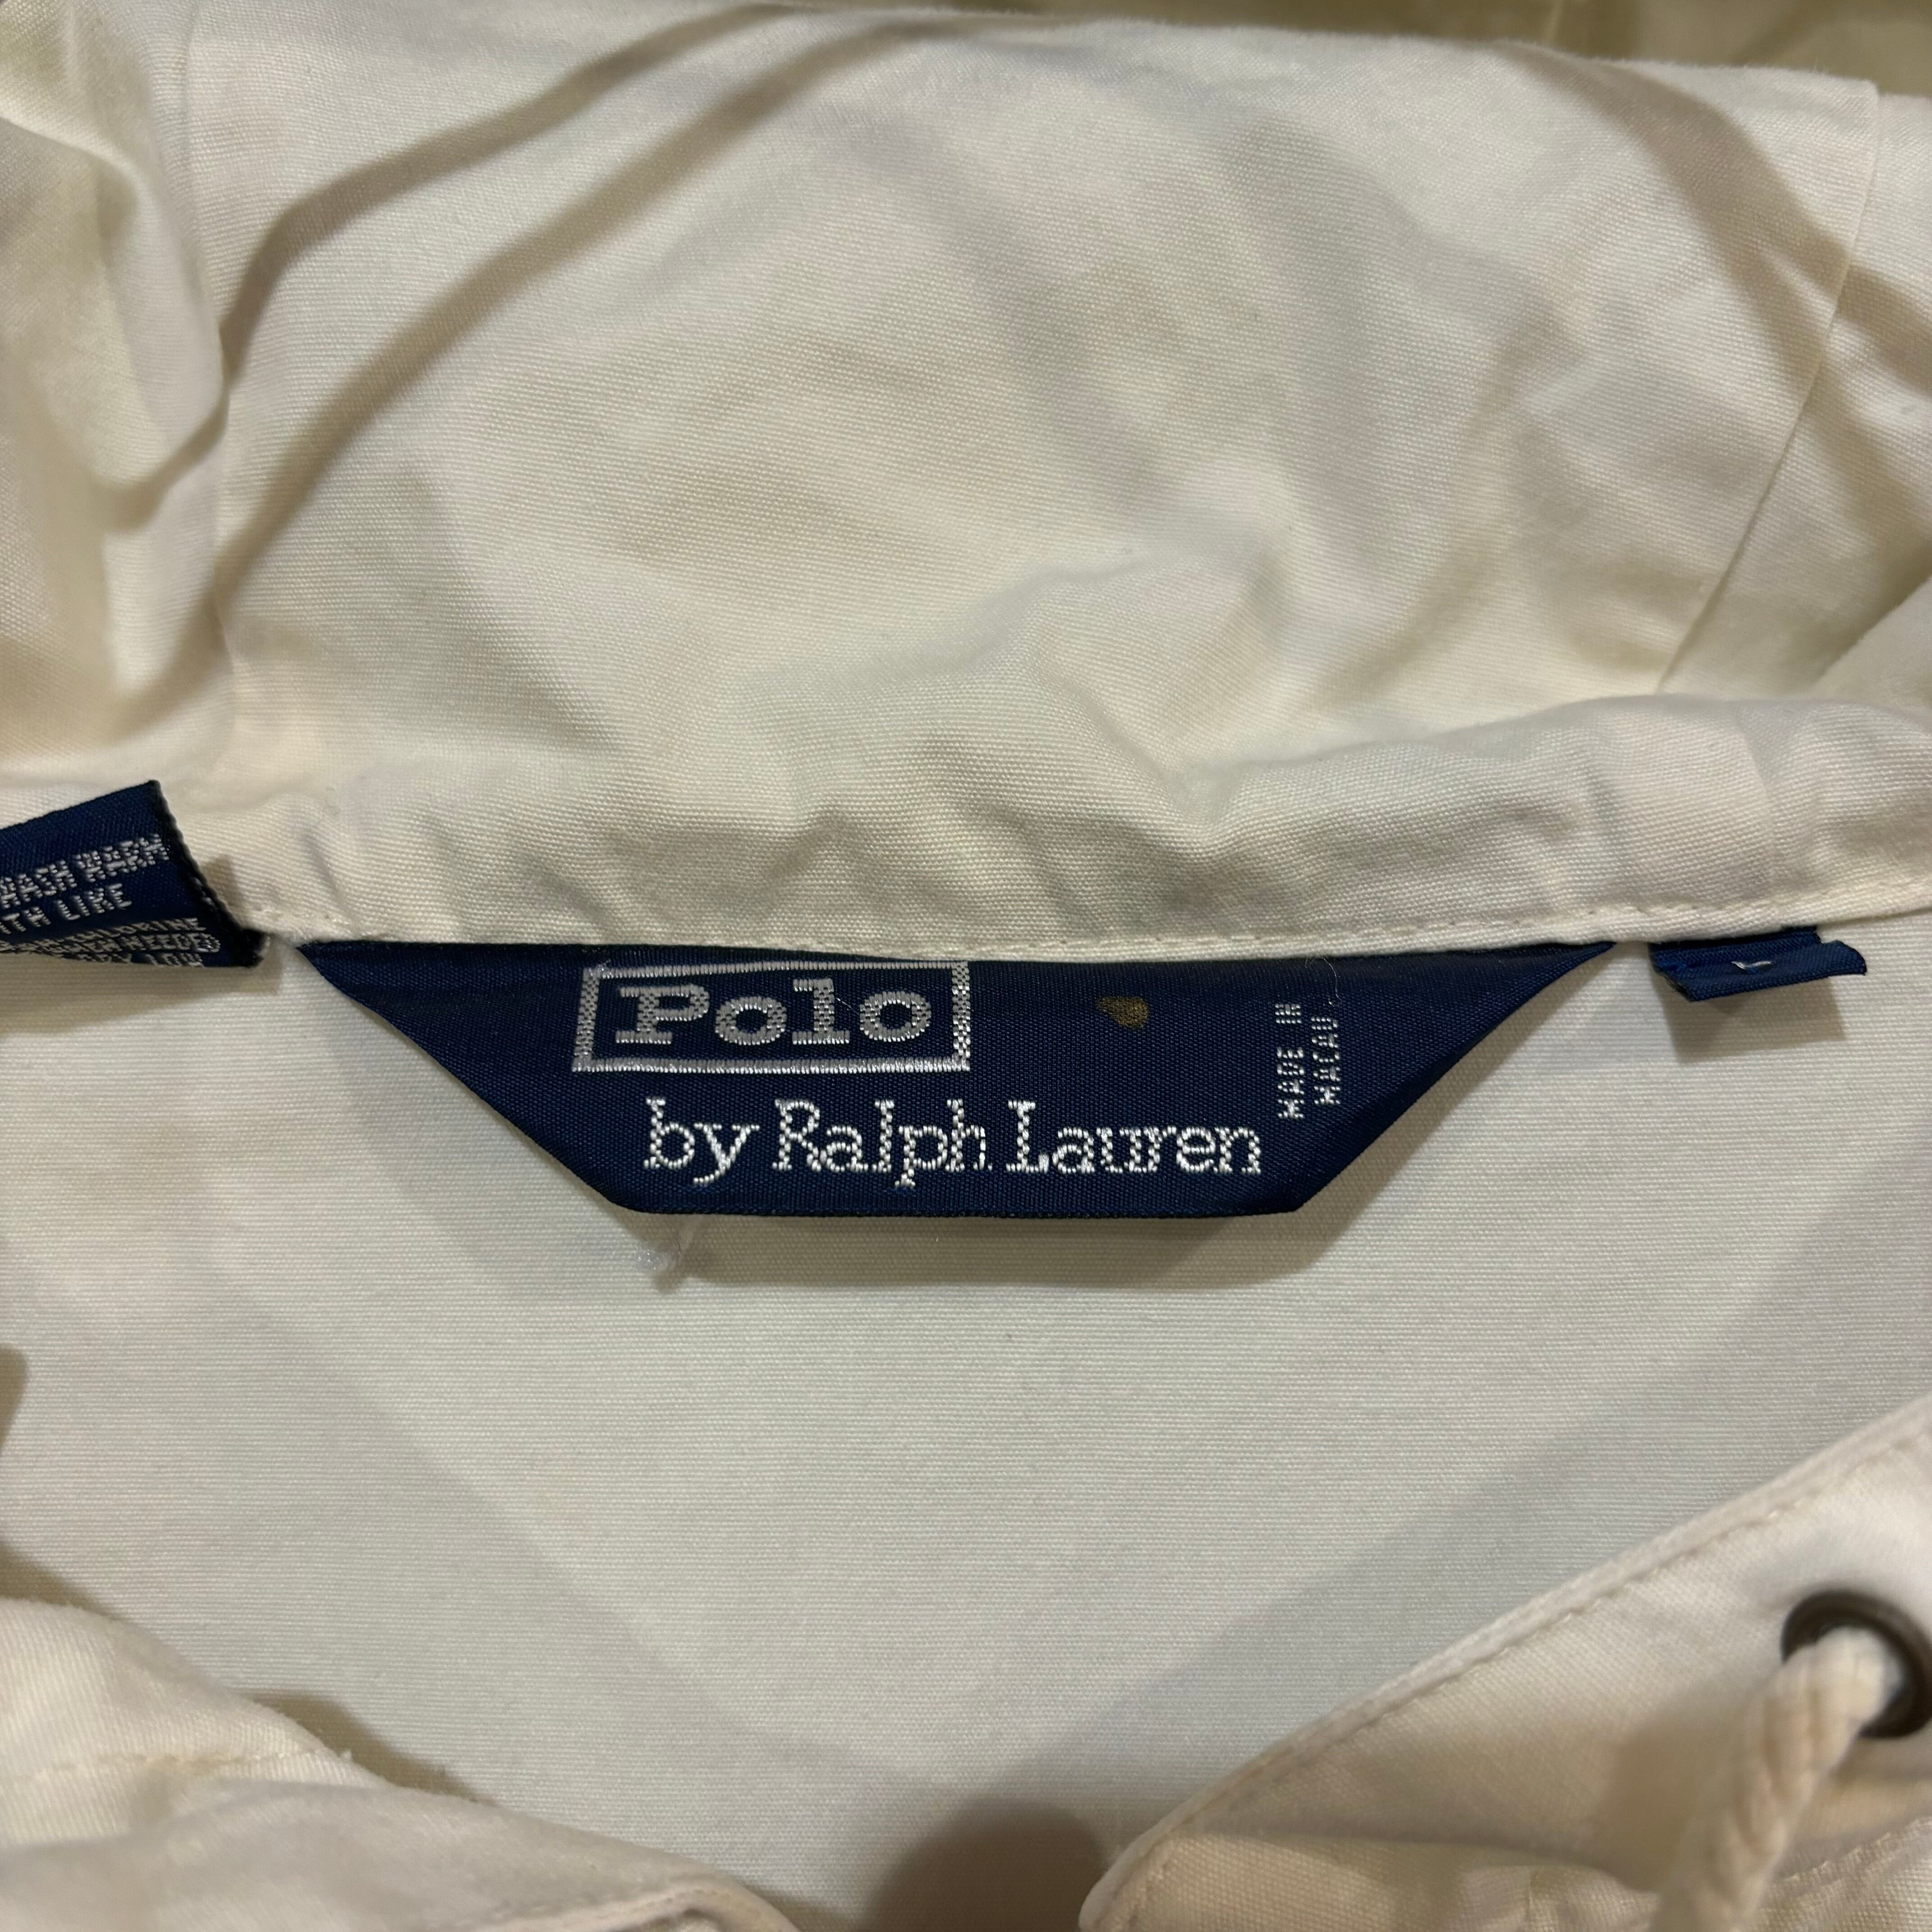 WASH WARM
WITH LIKE
Polo
by Ralph Lauren
MADE IN
MACAU
L